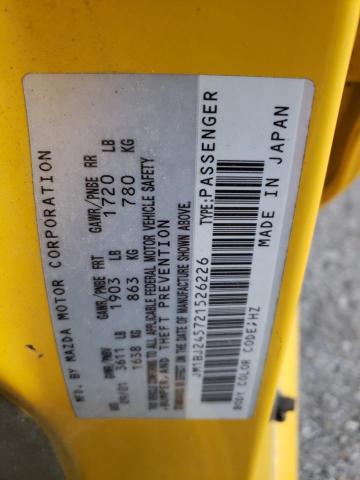 MFD. BY MAZDA MOTOR CORPORATION
GVWR/PNBV GAWR/PNBE FRT GAWR/PNBE RR
09/01 3611 LB 1903 LB 1720 LB
1638 KG 863 KG 780 KG
THIS VEHICLE CONFORMS TO ALL APPLICABLE FEDERAL MOTOR VEHICLE SAFETY,
BUMPER, AND THEFT PREVENTION
STANDARDS IN EFFECT ON THE DATE OF MANUFACTURE SHOWN ABOVE.
JM1BJ245721526226 TYPE:PASSENGER
BODY COLOR CODE:HZ MADE IN JAPAN